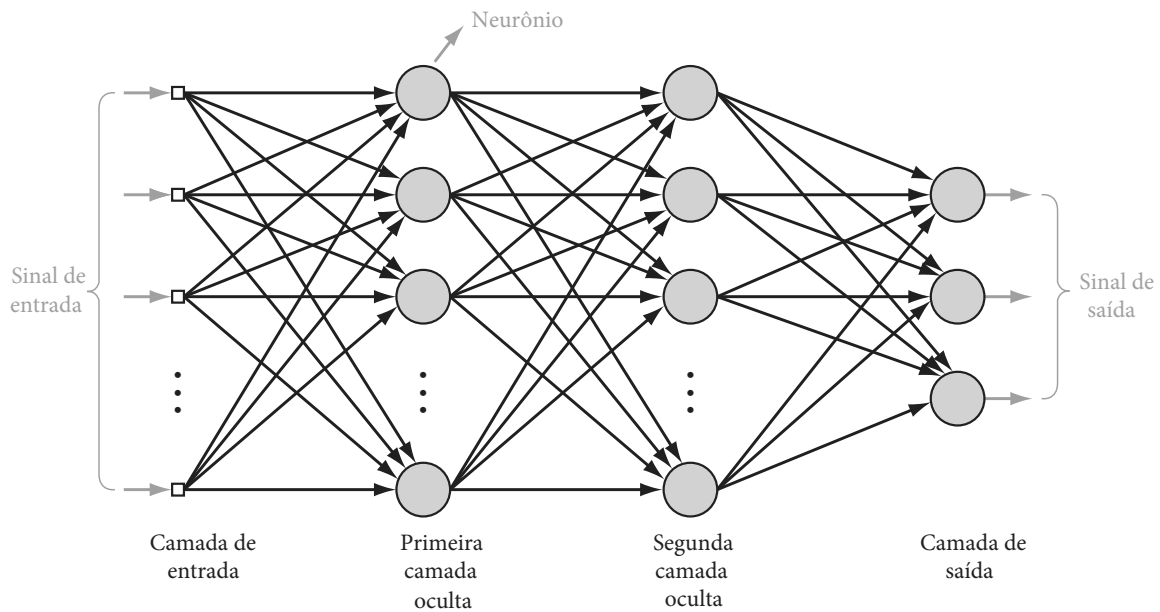 Neurônio
Sinal de
entrada
Sinal de
saída
Camada de
entrada
Primeira
camada
oculta
Segunda
camada
oculta
Camada de
saída